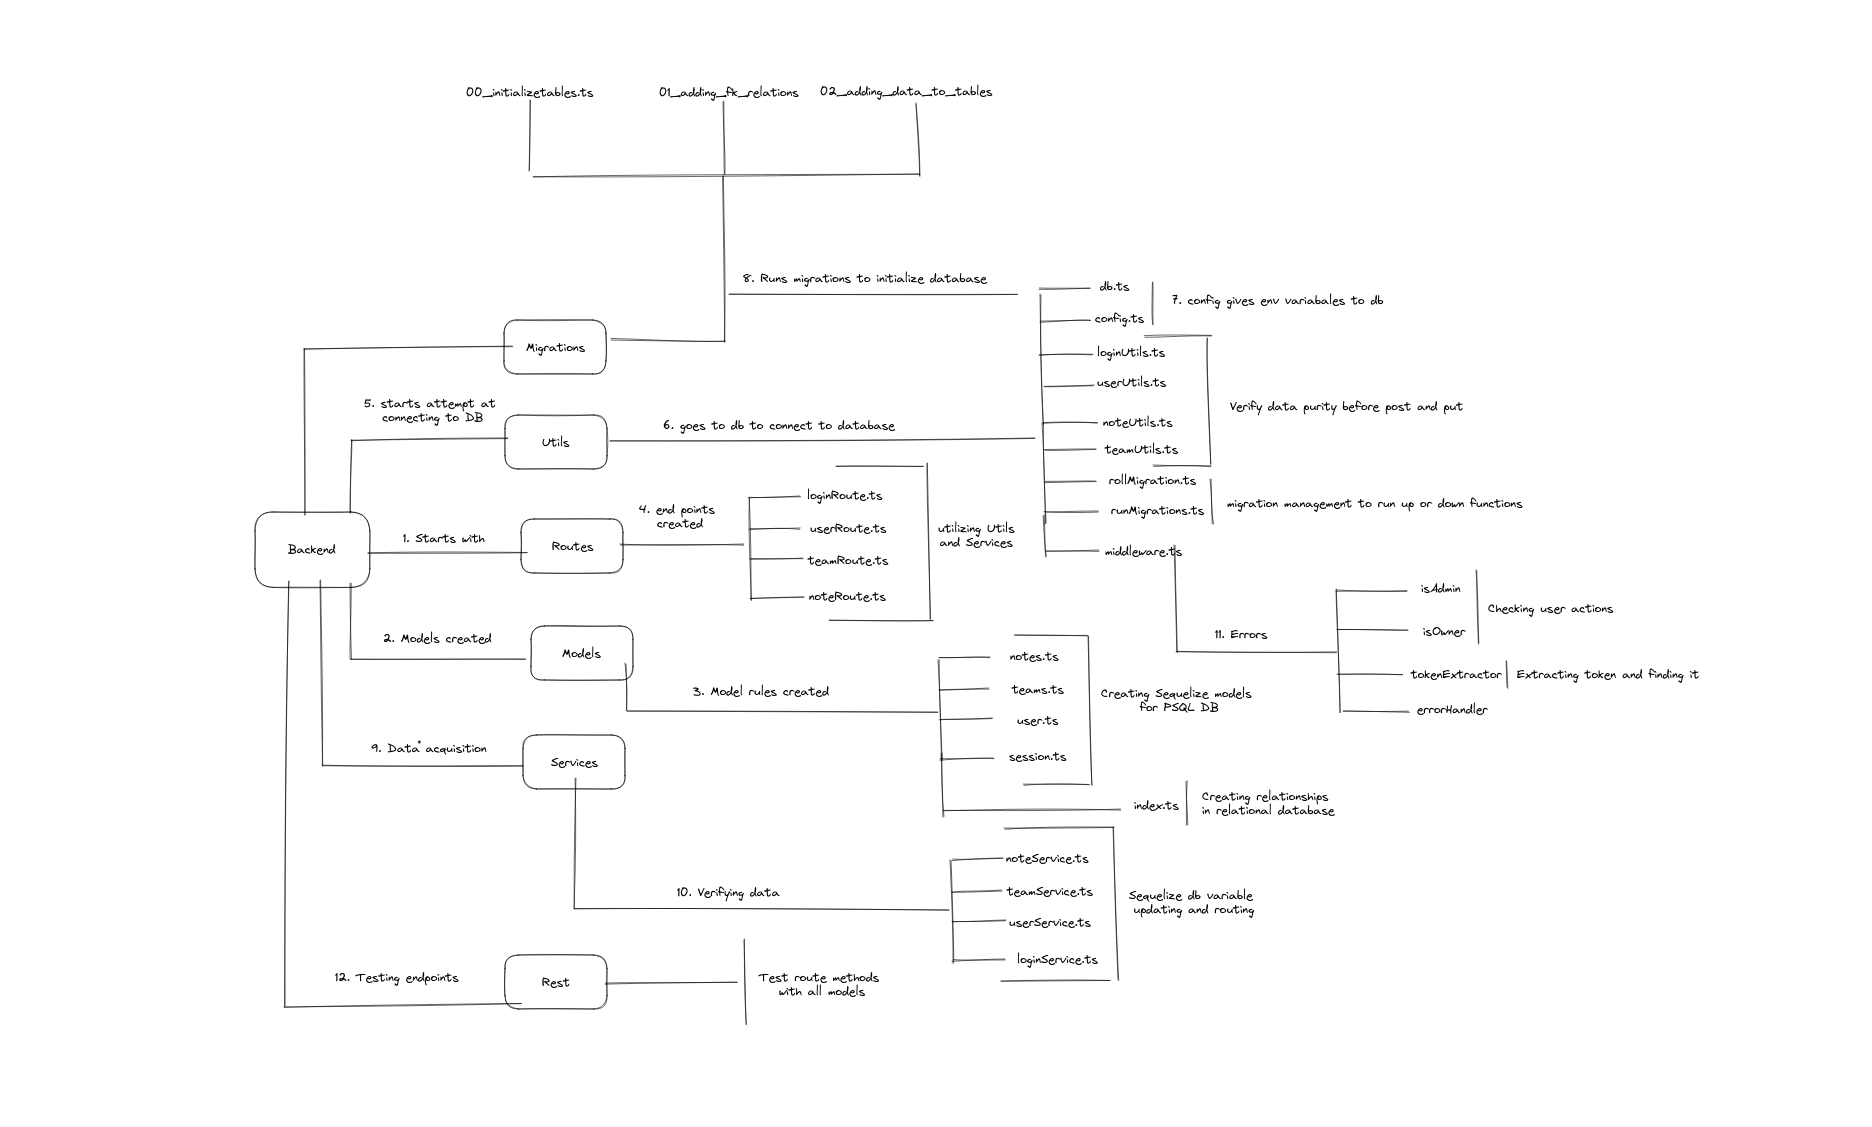 00_initializetables.ts
01_adding_fk_relations
02_adding_data_to_tables
8. Runs migrations to initialize database
db.ts
config.ts
7. config gives env variabales to db
Migrations
loginUtils.ts
userUtils.ts
noteUtils.ts
teamUtils.ts
Verify data purity before post and put
5. starts attempt at
connecting to DB
Utils
6. goes to db to connect to database
rollMigration.ts
runMigrations.ts
migration management to run up or down functions
middleware.ts
Backend
1. Starts with
Routes
4. end points
created
loginRoute.ts
userRoute.ts
teamRoute.ts
noteRoute.ts
utilizing Utils
and Services
11. Errors
isAdmin
isOwner
Checking user actions
tokenExtractor
Extracting token and finding it
errorHandler
2. Models created
Models
3. Model rules created
notes.ts
teams.ts
user.ts
session.ts
Creating Sequelize models
for PSQL DB
index.ts
Creating relationships
in relational database
9. Data acquisition
Services
10. Verifying data
noteService.ts
teamService.ts
userService.ts
loginService.ts
Sequelize db variable
updating and routing
12. Testing endpoints
Rest
Test route methods
with all models